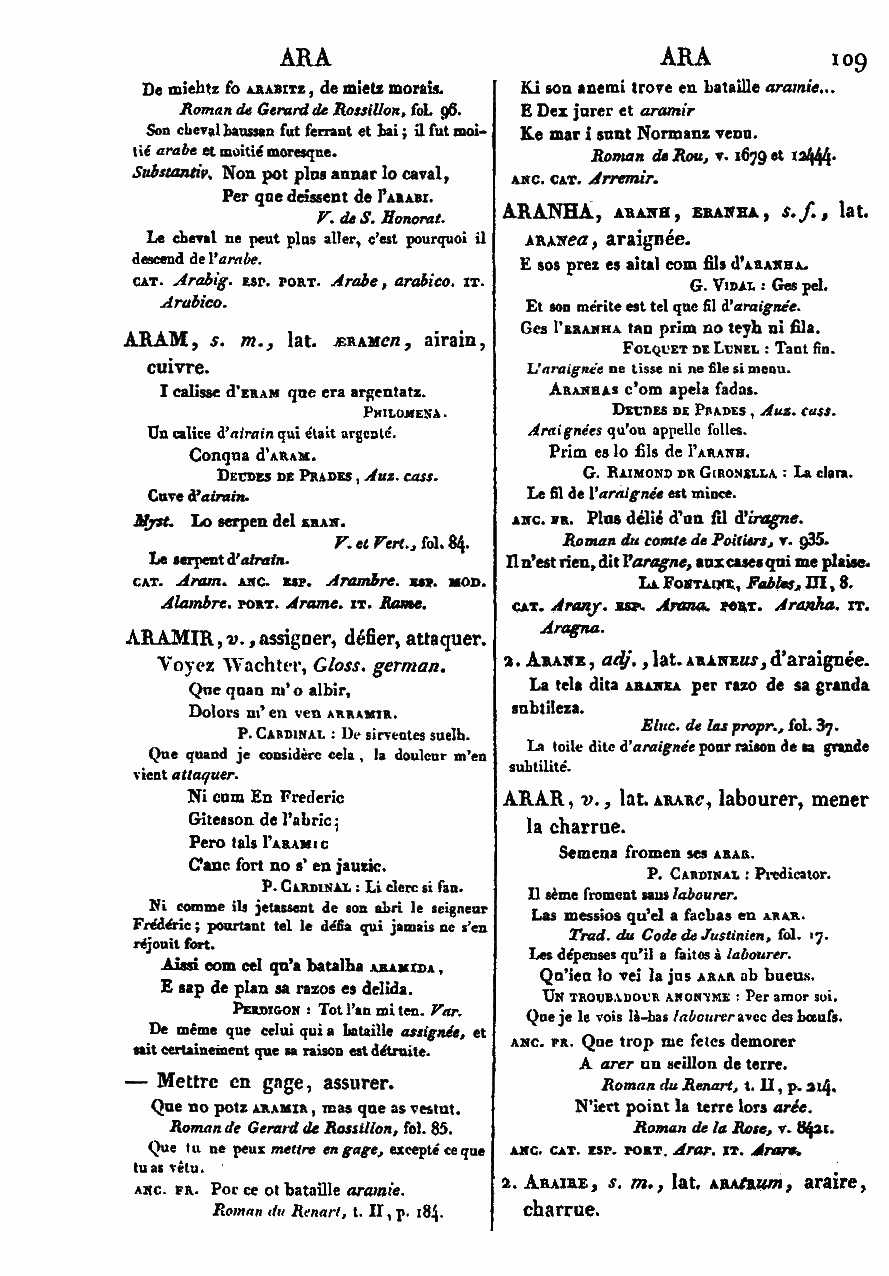 ARA
De miehtz fo ARABITZ, de mietz morais.
Roman de Gerard de Rossillon, fol. 96.
Son cheval baussan fut ferrant et bai; il fut moi-
tié arabe et moitié moresque.
Substantiv. Non pot plus annar lo caval,
Per que deissent de l'ARABI.
V. de S. Honorat.
Le cheval ne peut plus aller, c'est pourquoi il
descend de l'arabe.
CAT. Arabig. ESP. PORT. Arabe, arabico. IT.
Arabico.
ARAM, s. m., lat. ÆRAMen, airain,
cuivre.
I calisse d'ERAM que era argentatz.
PHILOMENA.
Un calice d'airain qui était argenté.
Conqua d'ARAM.
DEUDES DE PRADES, Auz. cass.
Cuve d'airain.
Myst. Lo serpen del ERAN.
V. et Vert., fol. 84.
Le serpent d'airain.
CAT. Aram. ANC. ESP. Arambre. ESP. MOD.
Alambre. PORT. Arame. IT. Rame.
ARAMIR, v., assigner, défier, attaquer.
Voyez Wachter, Gloss. german.
Que quan m'o albir,
Dolors m'en ven ARRAMIR.
P. CARDINAL : De sirventes suelh.
Que quand je considère cela, la douleur m'en
vient attaquer.
Ni cum En Frederic
Gitesson de l'abric;
Pero tals l'ARAMIC
C'anc fort no s'en jauzic.
P. CARDINAL : Li clerc si fan.
Ni comme ils jetassent de son abri le seigneur
Frédéric; pourtant tel le défia qui jamais ne s'en
réjouit fort.
Aissi com cel qu'a batalha ARAMIDA,
E sap de plan sa razos es delida.
PERDIGON : Tot l'an mi ten. Var.
De même que celui qui a bataille assignée, et
sait certainement que sa raison est détruite.
— Mettre en gage, assurer.
Que no potz ARAMIR, mas que as vestut.
Roman de Gerard de Rossillon, fol. 85.
Que tu ne peux mettre en gage, excepté ce que
tu as vêtu.
ANC. FR. Por ce ot bataille aramie.
Roman du Renart, t. II, p. 184.
ARA 109
Ki son anemi trove en bataille aramie...
E Dex jurer et aramir
Ke mar i sunt Normanz venu.
Roman de Rou, v. 1679 et 12444.
ANC. CAT. Arremir.
ARANHA, ARANH, ERANHA, s. f., lat.
ARANea, araignée.
E sos prez es aital com fils d'ARANHA.
G. VIDAL : Ges pel.
Et son mérite est tel que fil d'araignée.
Ges l'ERANHA tan prim no teyh ni fila.
FOLQUET DE LUNEL : Tant fin.
L'araignée ne tisse ni ne file si menu.
ARANHAS c'om apela fadas.
DEUDES DE PRADES, Auz. cass.
Araignées qu'on appelle folles.
Prim es lo fils de l'ARANH.
G. RAIMOND DR GIRONELLA : La clara.
Le fil de l'araignée est mince.
ANC. FR. Plus délié d'un fil d'iragne.
Roman du comte de Poitiers, v. 935.
Il n'est rien, dit l'aragne, aux cases qui me plaise.
LA FONTAINE, Fables, III, 8.
CAT. Arany. ESP. Arana. PORT. Aranha. IT.
Aragna.
2. ARANE, adj., lat. ARANEus, d'araignée.
La tela dita ARANEA per razo de sa granda
subtileza.
Eluc. de las propr., fol. 37.
La toile dite d'araignée pour raison de sa grande
subtilité.
ARAR, v., lat. ARARe, labourer, mener
la charrue.
Semena fromen ses ARAR.
P. CARDINAL : Predicator.
Il sème froment sans labourer.
Las messios qu'el a fachas en ARAR.
Trad. du Code de Justinien, fol. 17.
Les dépenses qu'il a faites à labourer.
Qu'ieu lo vei la jus ARAR ab bueus.
UN TROUBADOUR ANONYME : Per amor soi.
Que je le vois là-bas labourer avec des bœufs.
ANC. FR. Que trop me fetes demorer
A arer un seillon de terre.
Roman du Renart, t. II, p. 214.
N'iert point la terre lors arée.
Roman de la Rose, v. 8421.
ANC. CAT. ESP. PORT. Arar. IT. Arare.
2. ARAIRE, s. m., lat. ARAtRum, araire,
charrue.